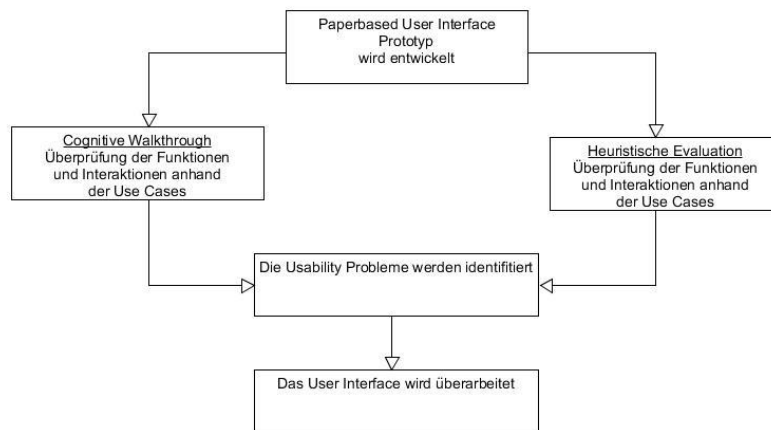 Paperbased User Interface
Prototyp
wird entwickelt
Cognitive Walkthrough
Überprüfung der Funktionen
und Interaktionen anhand
der Use Cases
Heuristische Evaluation
Überprüfung der Funktionen
und Interaktionen anhand
der Use Cases
Die Usability Probleme werden identifitiert
Das User Interface wird überarbeitet